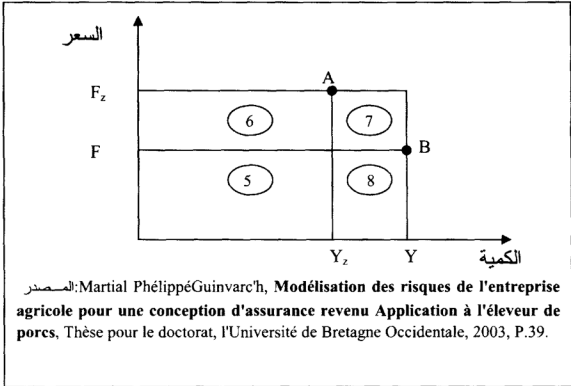 السعر
A
F_z
6
7
F
B
5
8
Y_z
Y
الكمية
المصدر:Martial PhélippéGuinvarc'h, Modélisation des risques de l'entreprise
agricole pour une conception d'assurance revenu Application à l'éleveur de
porcs, Thèse pour le doctorat, l'Université de Bretagne Occidentale, 2003, P.39.